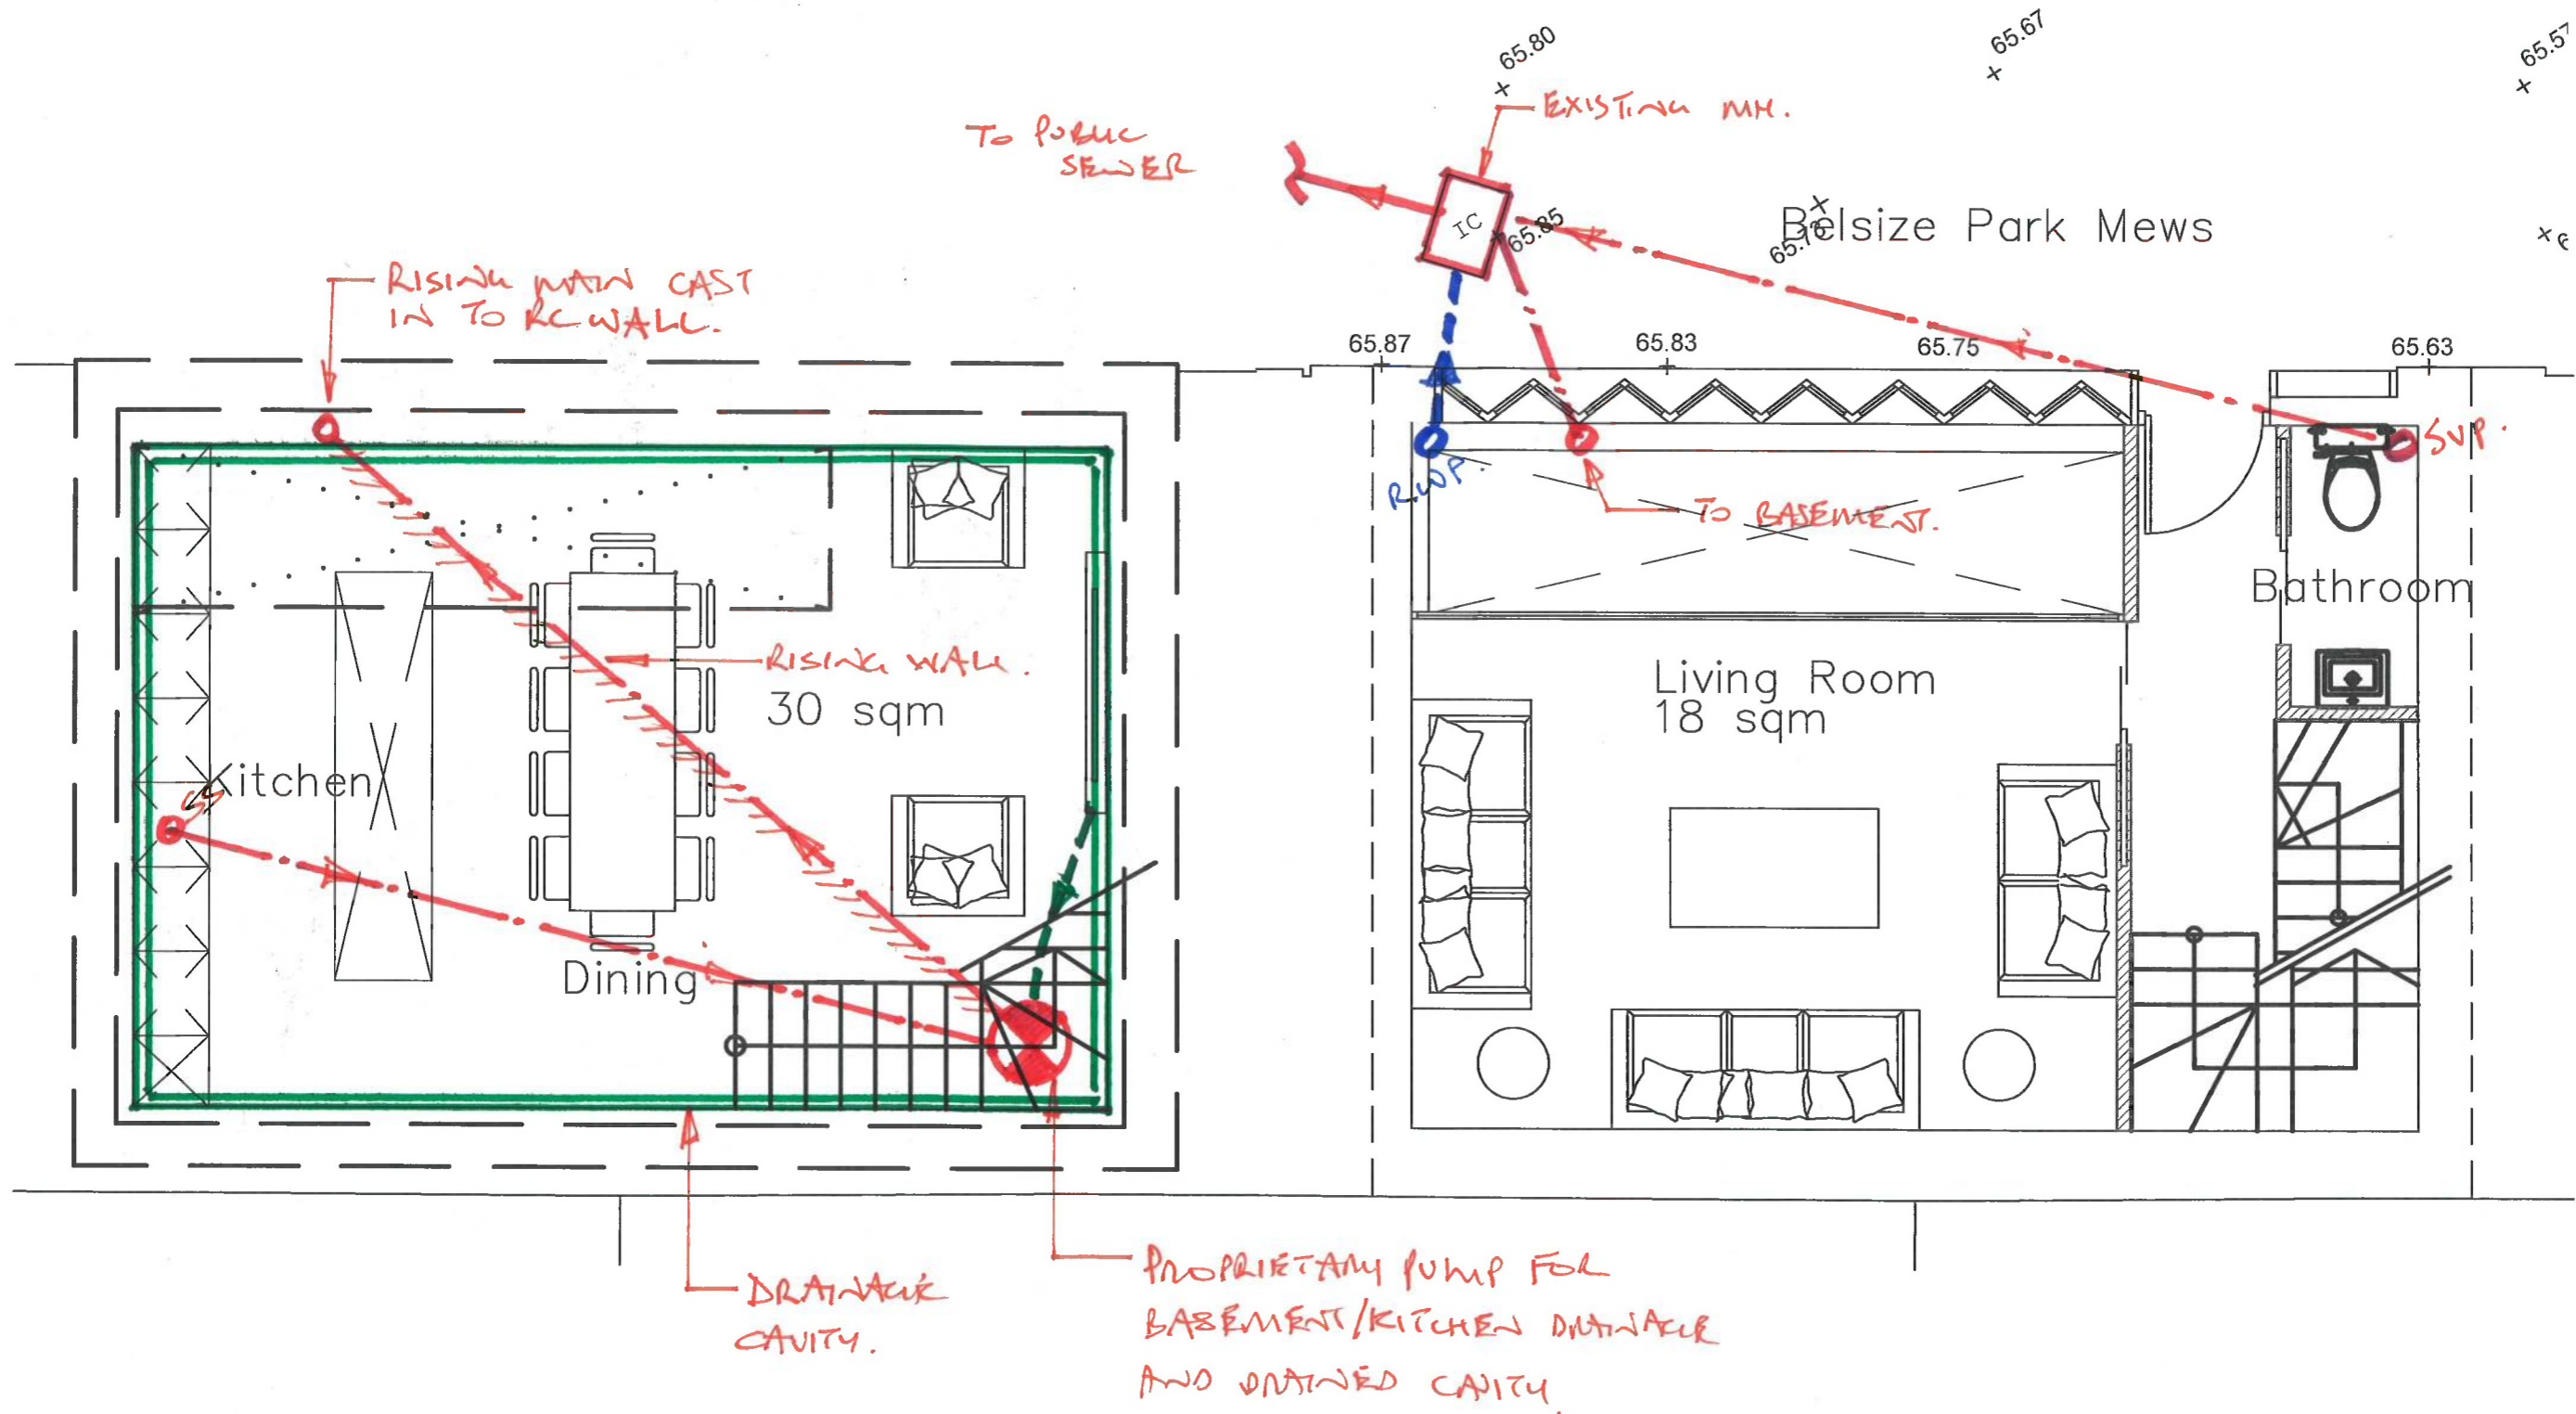 65.80
65.67
65.57
EXISTING MH.
TO PUBLIC
SEWER
IC
65.85
Belsize Park Mews
RISING MAIN CAST
IN TO RC WALL.
65.87
65.83
65.75
65.63
SVP.
R.W.P.
TO BASEMENT.
Bathroom
RISING WALL.
30 sqm
Living Room
18 sqm
Kitchen
SS
Dining
DRAINAGE
CAVITY.
PROPRIETARY PUMP FOR
BASEMENT/KITCHEN DRAINAGE
AND DRAINED CAVITY.